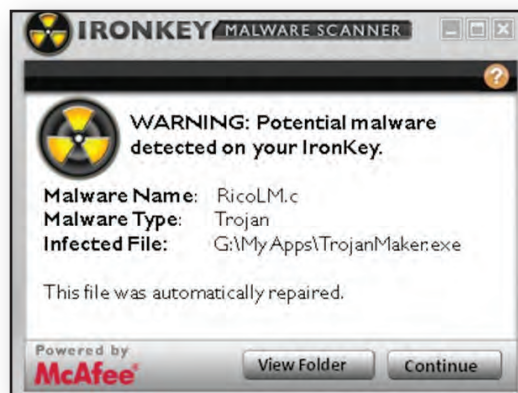 IRONKEY MALWARE SCANNER
?
WARNING: Potential malware
detected on your IronKey.
Malware Name: RicoLM.c
Malware Type: Trojan
Infected File: G:\My Apps\TrojanMaker.exe
This file was automatically repaired.
Powered by
McAfee®
View Folder
Continue